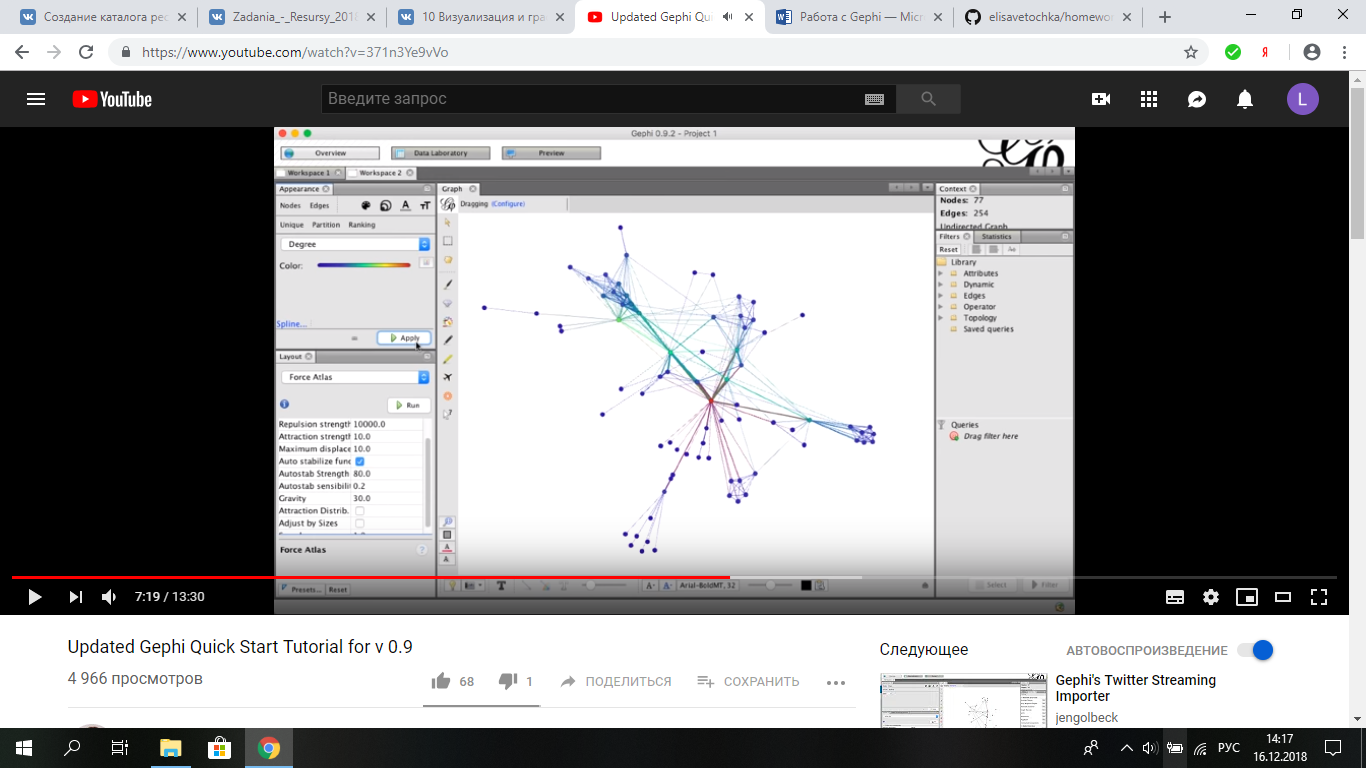 Создание каталога рес
Zadania_-_Resursy_2018
10 Визуализация и гра
Updated Gephi Qu
Работа с Gephi — Micr
elisavetochka/homewor
https://www.youtube.com/watch?v=371n3Ye9vVo
Я
YouTube
Введите запрос
L
Gephi 0.9.2 - Project 1
Overview
Data Laboratory
Preview
Workspace 1
Workspace 2
Appearance
Nodes Edges
Unique Partition Ranking
Degree
Color:
Spline...
Apply
Layout
Force Atlas
Run
Repulsion strengtl 10000.0
Attraction strengtl 10.0
Maximum displace 10.0
Auto stabilize func
Autostab Strength 80.0
Autostab sensibili 0.2
Gravity 30.0
Attraction Distrib.
Adjust by Sizes
Force Atlas
Presets... Reset
Graph
Dragging (Configure)
Arial-BoldMT, 32
Context
Nodes: 77
Edges: 254
Undirected Graph
Filters Statistics
Reset
Library
Attributes
Dynamic
Edges
Operator
Topology
Saved queries
Queries
Drag filter here
Select Filter
7:19 / 13:30
Updated Gephi Quick Start Tutorial for v 0.9
4 966 просмотров
68
1
ПОДЕЛИТЬСЯ
СОХРАНИТЬ
Следующее
АВТОВОСПРОИЗВЕДЕНИЕ
Gephi's Twitter Streaming
Importer
jengolbeck
РУС
14:17
16.12.2018